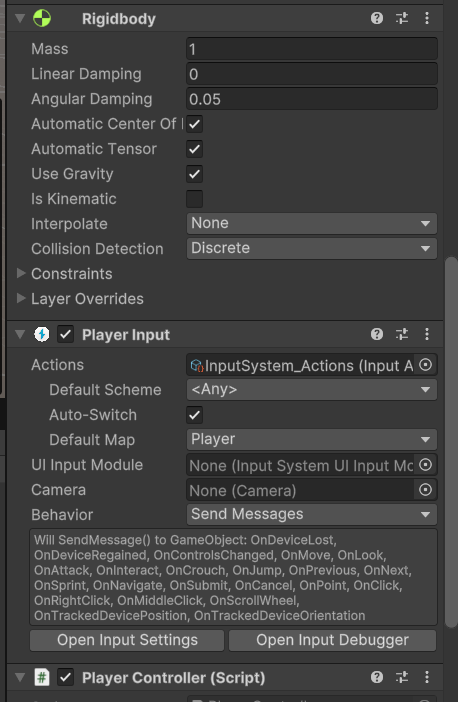 Rigidbody
Mass 1
Linear Damping 0
Angular Damping 0.05
Automatic Center Of
Automatic Tensor
Use Gravity
Is Kinematic
Interpolate None
Collision Detection Discrete
Constraints
Layer Overrides
Player Input
Actions InputSystem_Actions (Input A
Default Scheme <Any>
Auto-Switch
Default Map Player
UI Input Module None (Input System UI Input Mo
Camera None (Camera)
Behavior Send Messages
Will SendMessage() to GameObject: OnDeviceLost,
OnDeviceRegained, OnControlsChanged, OnMove, OnLook,
OnAttack, OnInteract, OnCrouch, OnJump, OnPrevious, OnNext,
OnSprint, OnNavigate, OnSubmit, OnCancel, OnPoint, OnClick,
OnRightClick, OnMiddleClick, OnScrollWheel,
OnTrackedDevicePosition, OnTrackedDeviceOrientation
Open Input Settings Open Input Debugger
# Player Controller (Script)